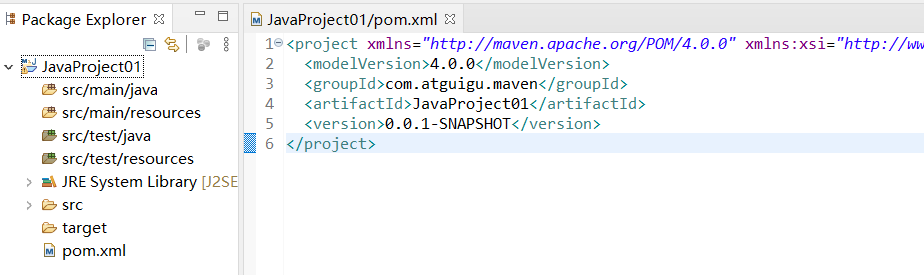 Package Explorer
JavaProject01
src/main/java
src/main/resources
src/test/java
src/test/resources
JRE System Library [J2SE
src
target
pom.xml
JavaProject01/pom.xml
1 <project xmlns="http://maven.apache.org/POM/4.0.0" xmlns:xsi="http://ww
2 <modelVersion>4.0.0</modelVersion>
3 <groupId>com.atguigu.maven</groupId>
4 <artifactId>JavaProject01</artifactId>
5 <version>0.0.1-SNAPSHOT</version>
6 </project>